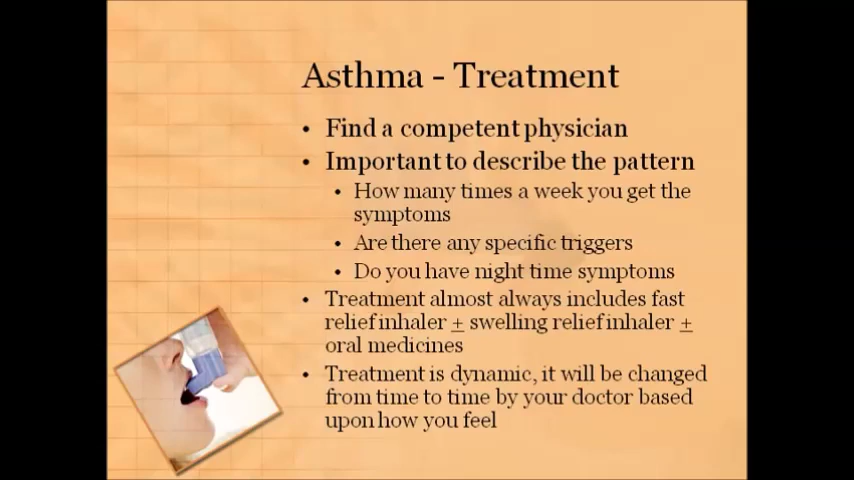 Asthma - Treatment
• Find a competent physician
• Important to describe the pattern
• How many times a week you get the
symptoms
• Are there any specific triggers
• Do you have night time symptoms
• Treatment almost always includes fast
relief inhaler ± swelling relief inhaler ±
oral medicines
• Treatment is dynamic, it will be changed
from time to time by your doctor based
upon how you feel